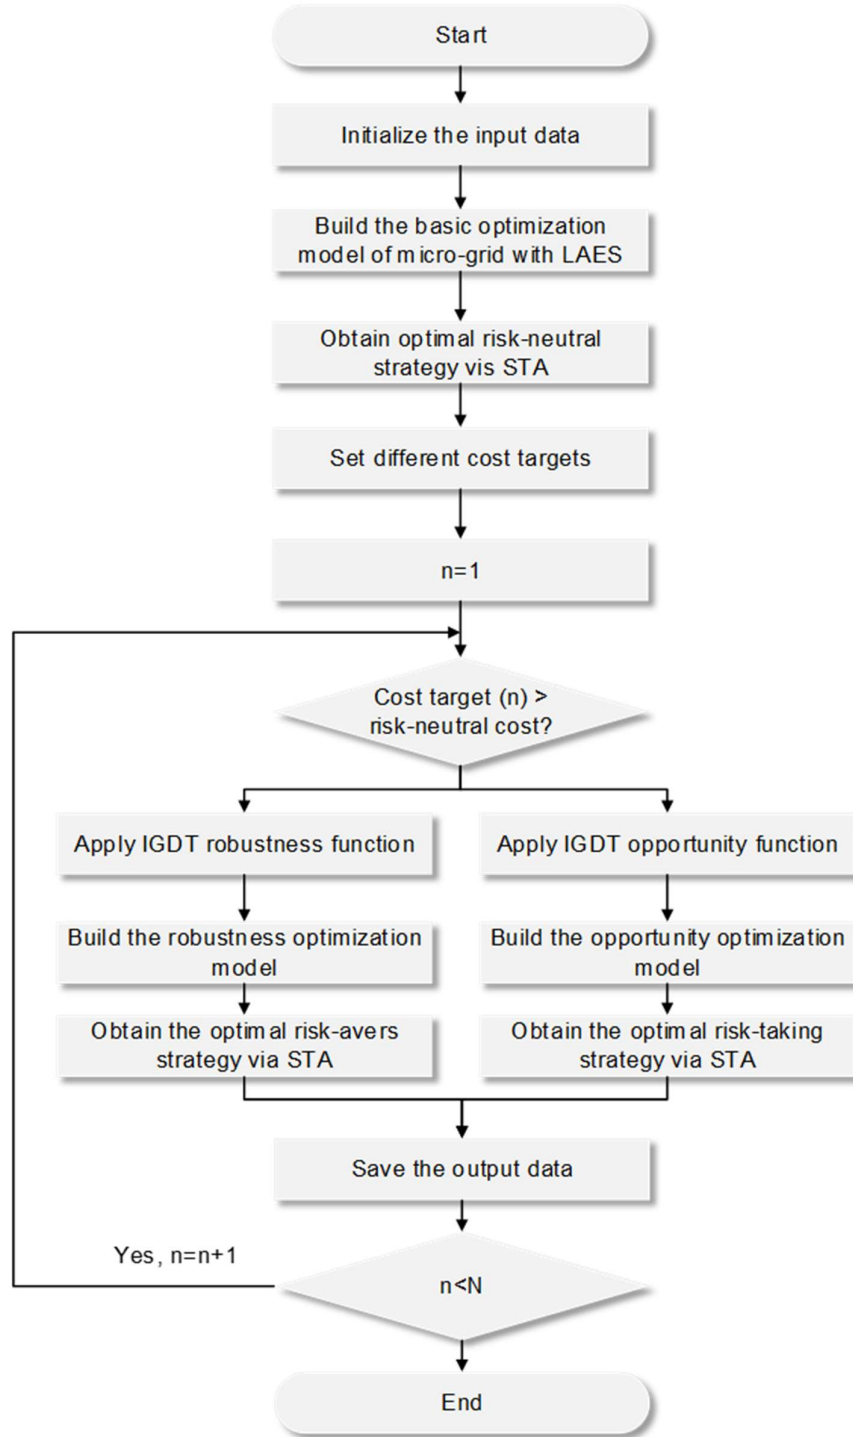 Start
Initialize the input data
Build the basic optimization
model of micro-grid with LAES
Obtain optimal risk-neutral
strategy vis STA
Set different cost targets
n=1
Cost target (n) >
risk-neutral cost?
Apply IGDT robustness function
Apply IGDT opportunity function
Build the robustness optimization
model
Build the opportunity optimization
model
Obtain the optimal risk-avers
strategy via STA
Obtain the optimal risk-taking
strategy via STA
Save the output data
Yes, n=n+1
n<N
End